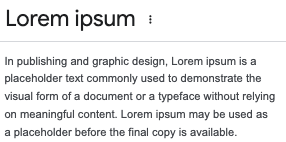 Lorem ipsum
In publishing and graphic design, Lorem ipsum is a
placeholder text commonly used to demonstrate the
visual form of a document or a typeface without relying
on meaningful content. Lorem ipsum may be used as
a placeholder before the final copy is available.